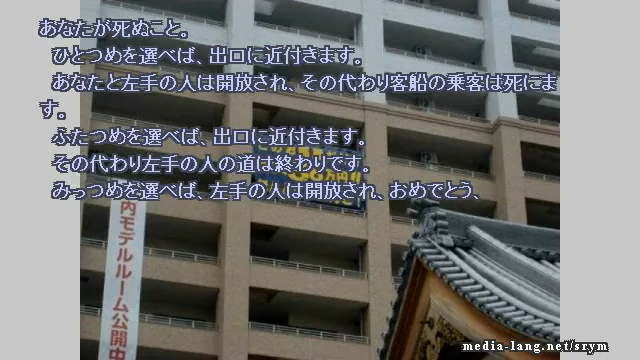 あなたが死ぬこと。
ひとつめを選べば、出口に近付きます。
あなたと左手の人は開放され、その代わり客船の乗客は死にま
す。
ふたつめを選べば、出口に近付きます。
その代わり左手の人の道は終わりです。
みっつめを選べば、左手の人は開放され、おめでとう、
内モデルルーム公開中
media-lang.net/srym